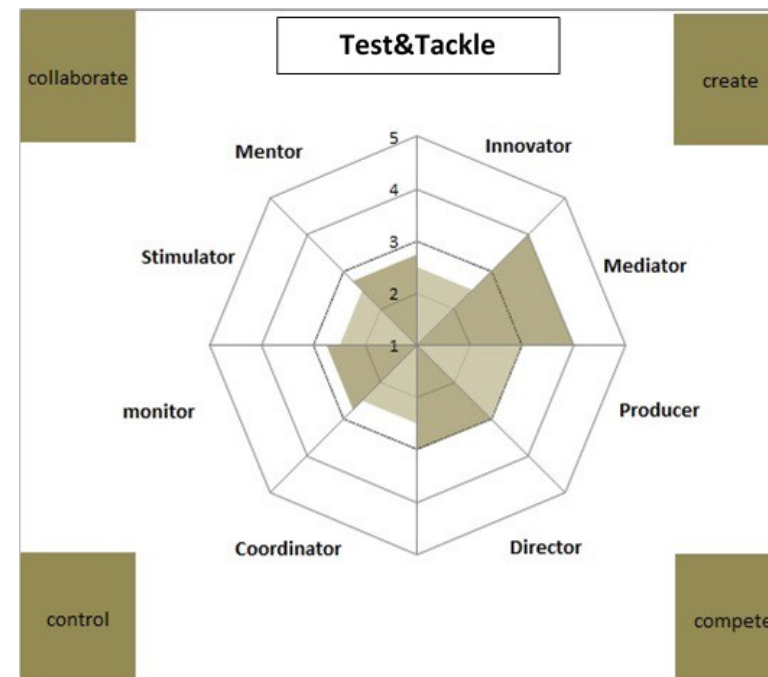 Test&Tackle
collaborate
create
5
Mentor
Innovator
4
Stimulator
3
Mediator
2
1
monitor
Producer
Coordinator
Director
control
compete